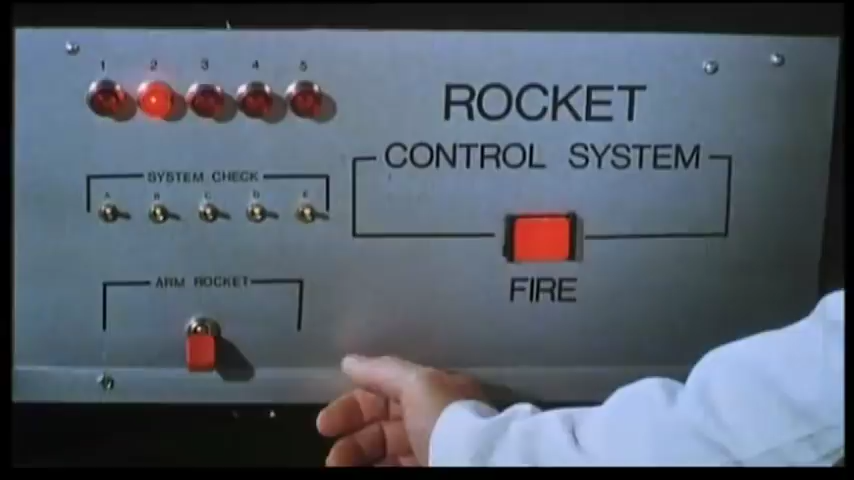 1 2 3 4 5
ROCKET
CONTROL SYSTEM
SYSTEM CHECK
A B C D E
FIRE
ARM ROCKET